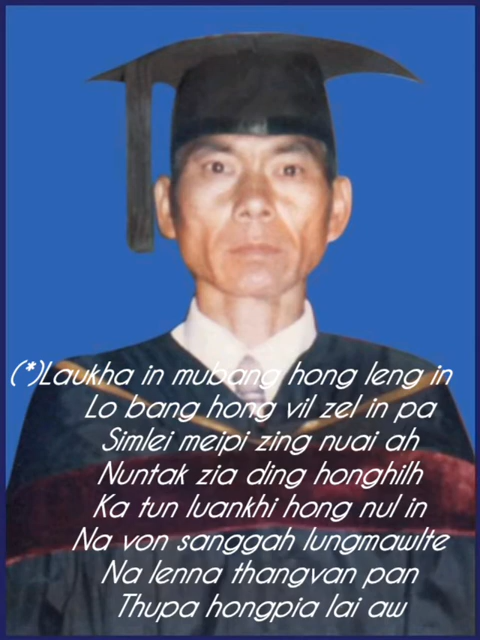 (*)Laukha in mubang hong leng in
Lo bang hong vil zel in pa
Simlei meipi zing nuai ah
Nuntak zia ding honghilh
Ka tun luankhi hong nul in
Na von sanggah lungmawlte
Na lenna thangvan pan
Thupa hongpia lai aw